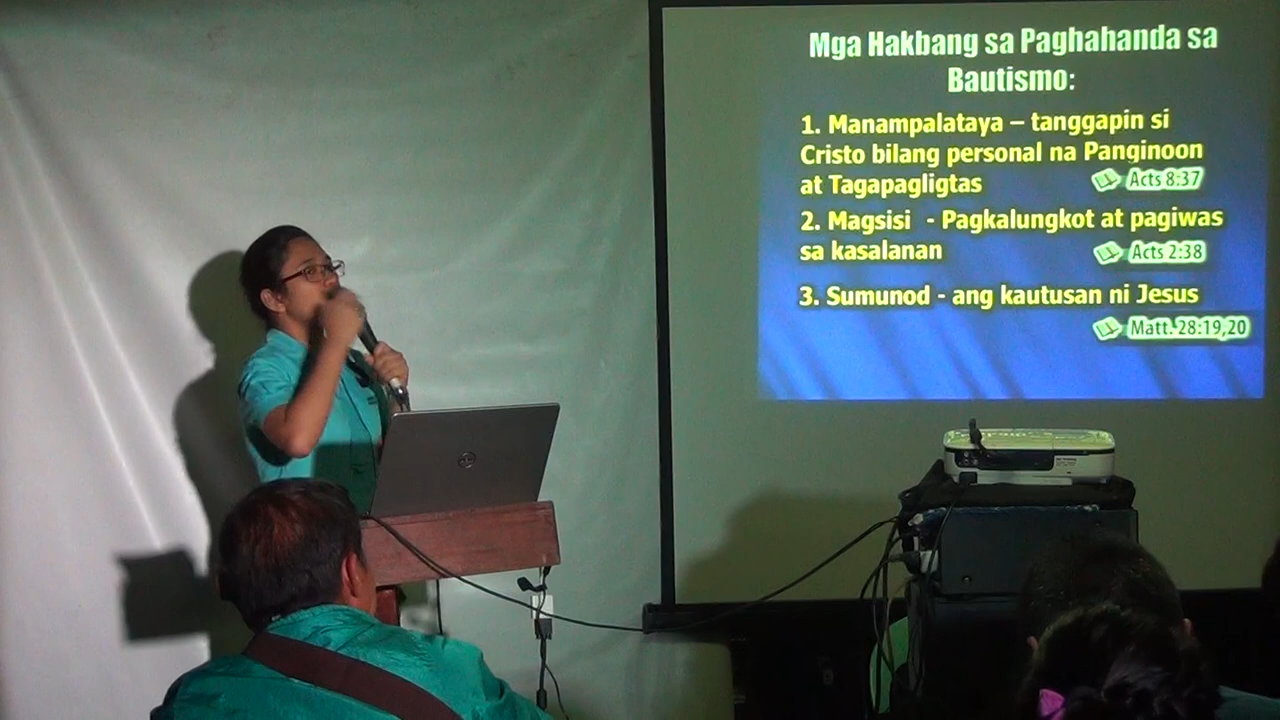 Mga Hakbang sa Paghahanda sa
Bautismo:
1. Manampalataya – tanggapin si
Cristo bilang personal na Panginoon
at Tagapagligtas
Acts 8:37
2. Magsisi - Pagkalungkot at pagiwas
sa kasalanan
Acts 2:38
3. Sumunod - ang kautusan ni Jesus
Matt. 28:19,20